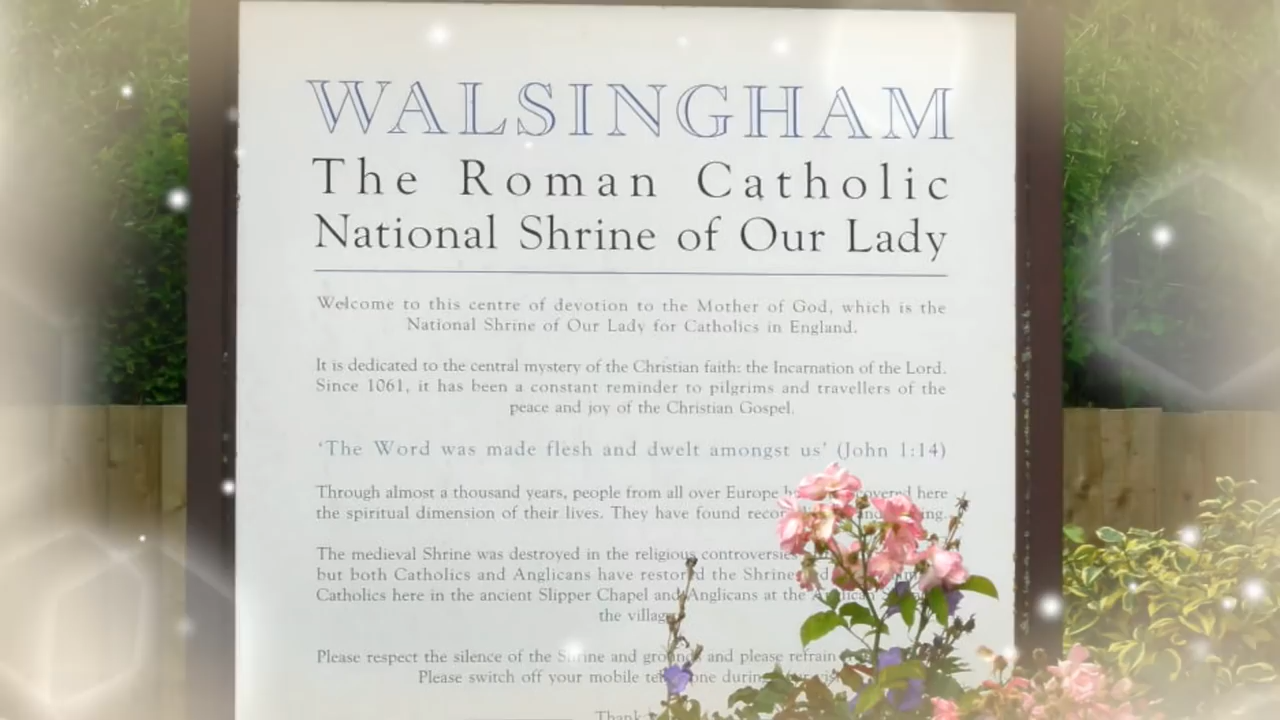 WALSINGHAM
The Roman Catholic
National Shrine of Our Lady
Welcome to this centre of devotion to the Mother of God, which is the
National Shrine of Our Lady for Catholics in England.
It is dedicated to the central mystery of the Christian faith: the Incarnation of the Lord.
Since 1061, it has been a constant reminder to pilgrims and travellers of the
peace and joy of the Christian Gospel.
'The Word was made flesh and dwelt amongst us' (John 1:14)
Through almost a thousand years, people from all over Europe here
the spiritual dimension of their lives. They have found
The medieval Shrine was destroyed in the religious controversies
but both Catholics and Anglicans have restored the Shrine
Catholics here in the ancient Slipper Chapel and Anglicans at the Anglican
the village
Please respect the silence of the Shrine and grounds and please refrain
Please switch off your mobile telephone during your
Thank